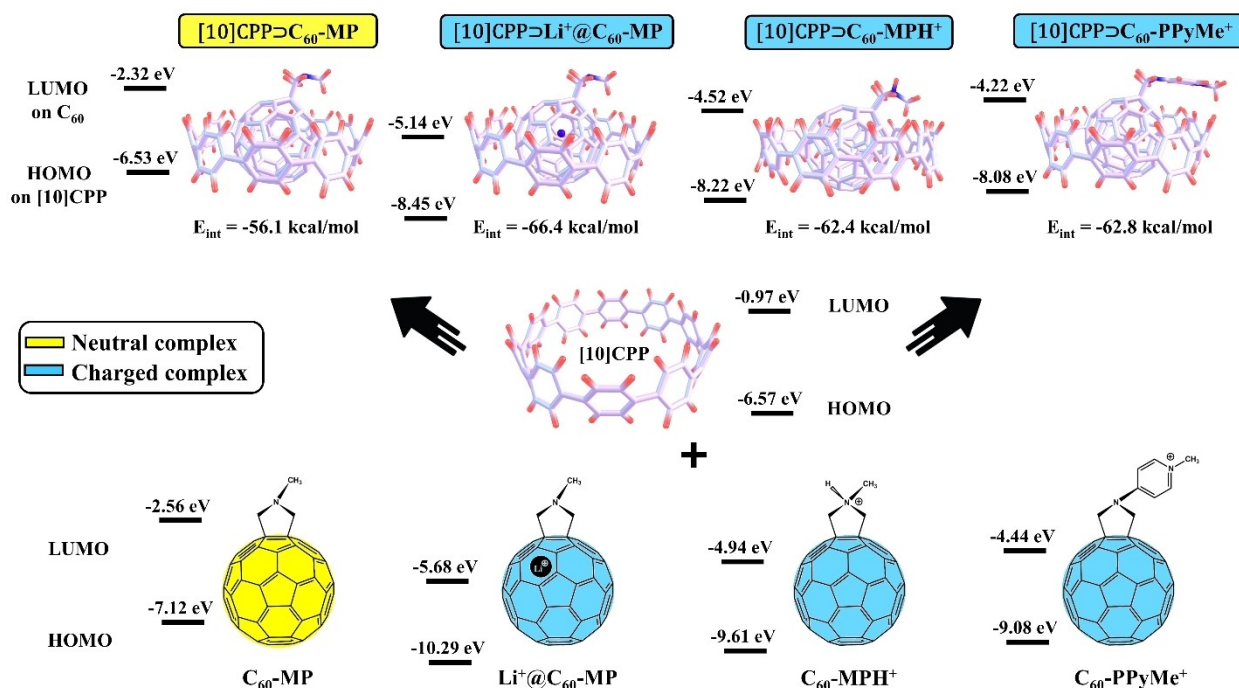 [10]CPP⊃C₆₀-MP
[10]CPP⊃Li⁺@C₆₀-MP
[10]CPP⊃C₆₀-MPH⁺
[10]CPP⊃C₆₀-PPyMe⁺
LUMO
on C₆₀
-2.32 eV
-5.14 eV
-4.52 eV
-4.22 eV
HOMO
on [10]CPP
-6.53 eV
-8.45 eV
-8.22 eV
-8.08 eV
Eᵢₙₜ = -56.1 kcal/mol
Eᵢₙₜ = -66.4 kcal/mol
Eᵢₙₜ = -62.4 kcal/mol
Eᵢₙₜ = -62.8 kcal/mol
Neutral complex
Charged complex
[10]CPP
-0.97 eV
LUMO
-6.57 eV
HOMO
+
LUMO
-2.56 eV
-5.68 eV
-4.94 eV
-4.44 eV
HOMO
-7.12 eV
-10.29 eV
-9.61 eV
-9.08 eV
N CH₃
N CH₃
Li⁺
H N CH₃ ⊕
N N CH₃ ⊕
C₆₀-MP
Li⁺@C₆₀-MP
C₆₀-MPH⁺
C₆₀-PPyMe⁺